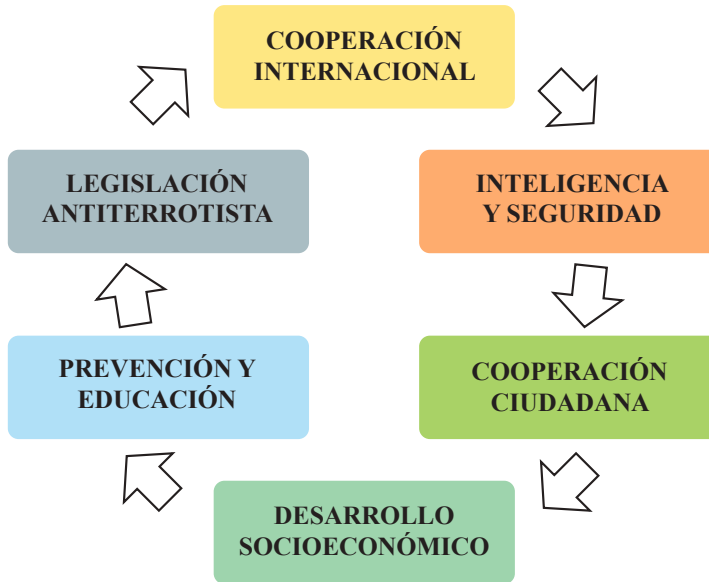 COOPERACIÓN
INTERNACIONAL
INTELIGENCIA
Y SEGURIDAD
COOPERACIÓN
CIUDADANA
DESARROLLO
SOCIOECONÓMICO
PREVENCIÓN Y
EDUCACIÓN
LEGISLACIÓN
ANTITERROTISTA